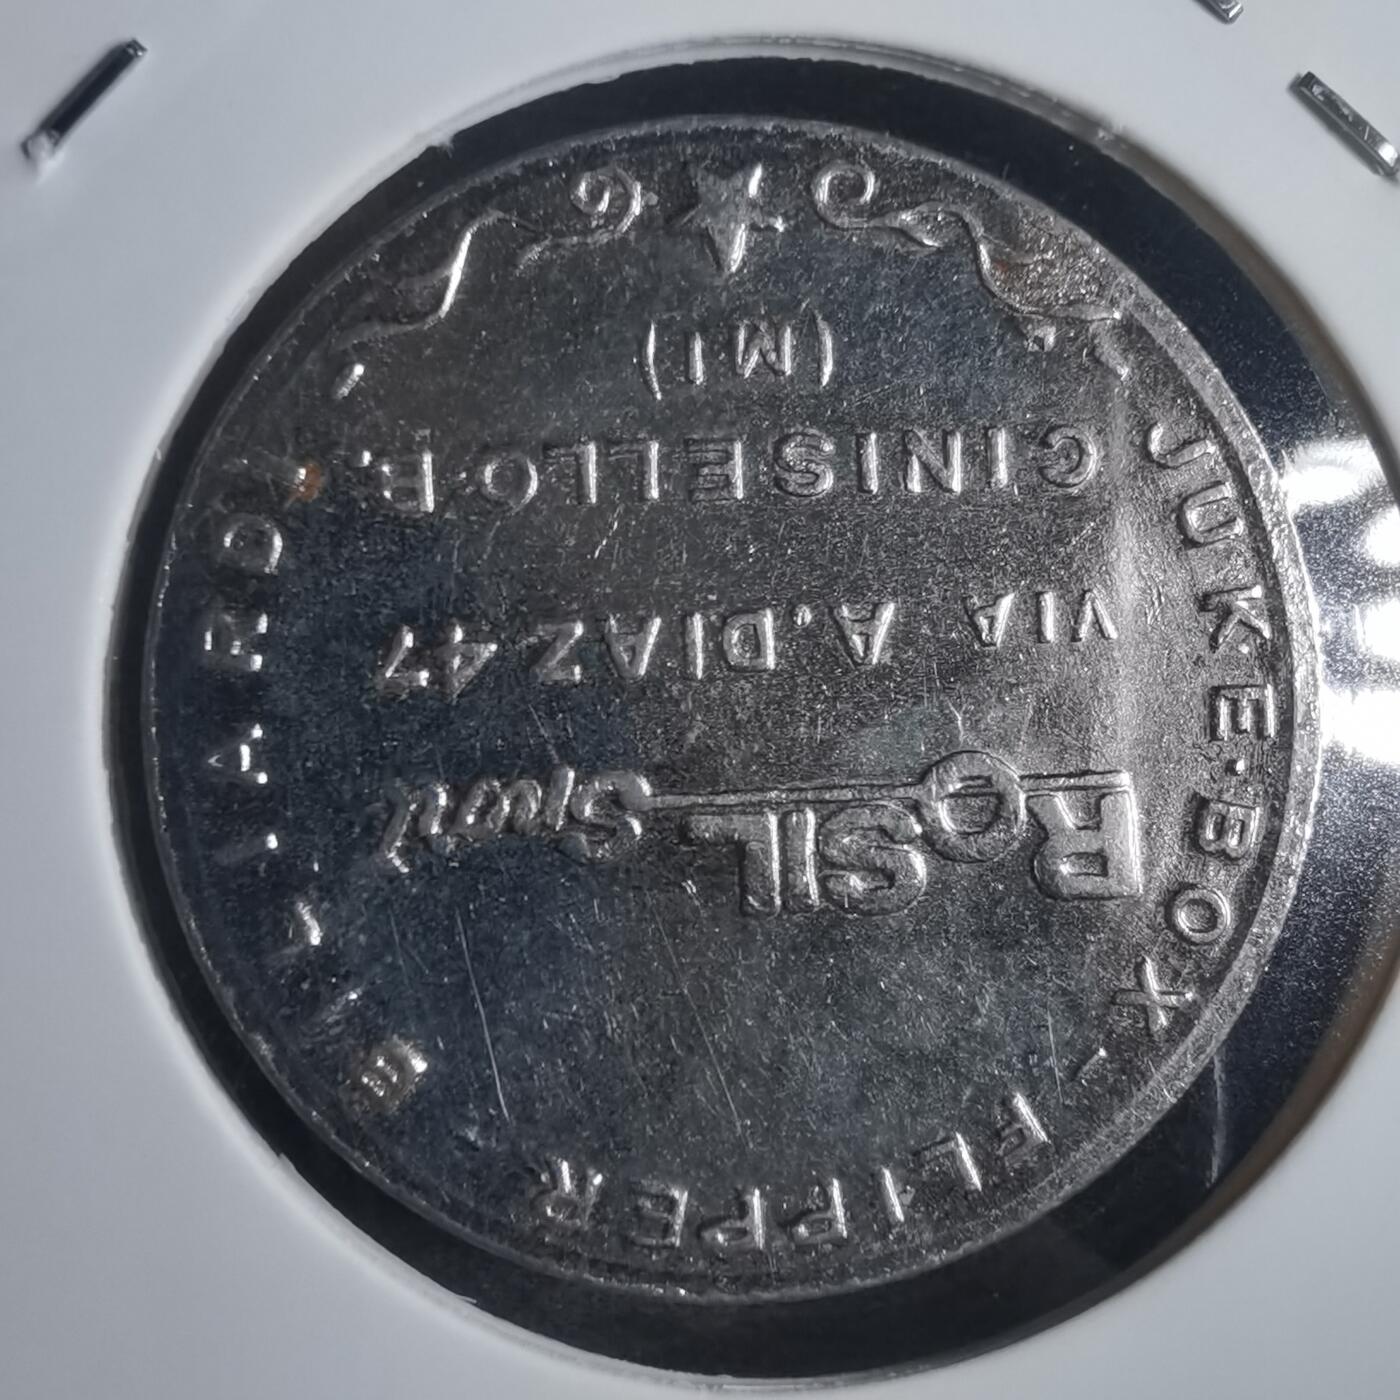 JUKE·BOX - FLIPPER - BILIARDI
ROSIL Sport
VIA A. DIAZ 47
CINISELLO B.
(MI)